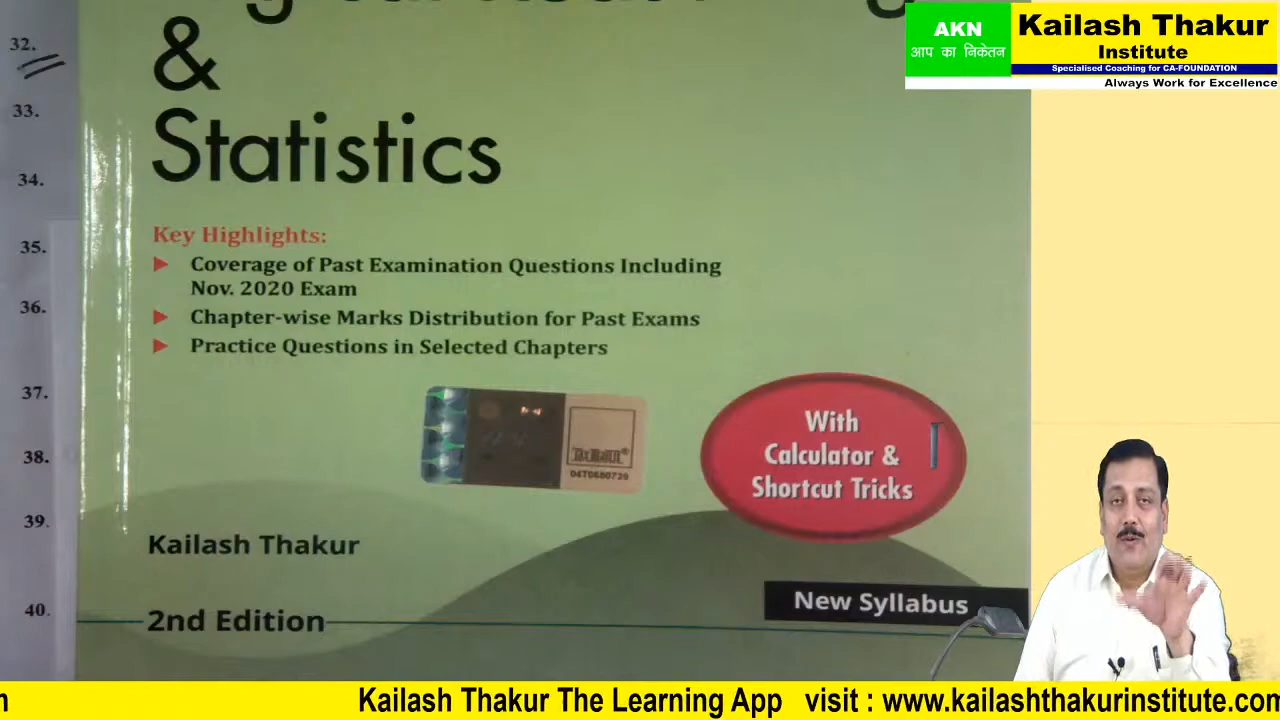 32.
33.
34.
35.
36.
37.
38.
39.
40.
&
Statistics
Key Highlights:
Coverage of Past Examination Questions Including
Nov. 2020 Exam
Chapter-wise Marks Distribution for Past Exams
Practice Questions in Selected Chapters
04T0680729
With
Calculator &
Shortcut Tricks
Kailash Thakur
2nd Edition
New Syllabus
AKN
आप का निकेतन
Kailash Thakur
Institute
Specialised Coaching for CA-FOUNDATION
Always Work for Excellence
Kailash Thakur The Learning App visit : www.kailashthakurinstitute.com